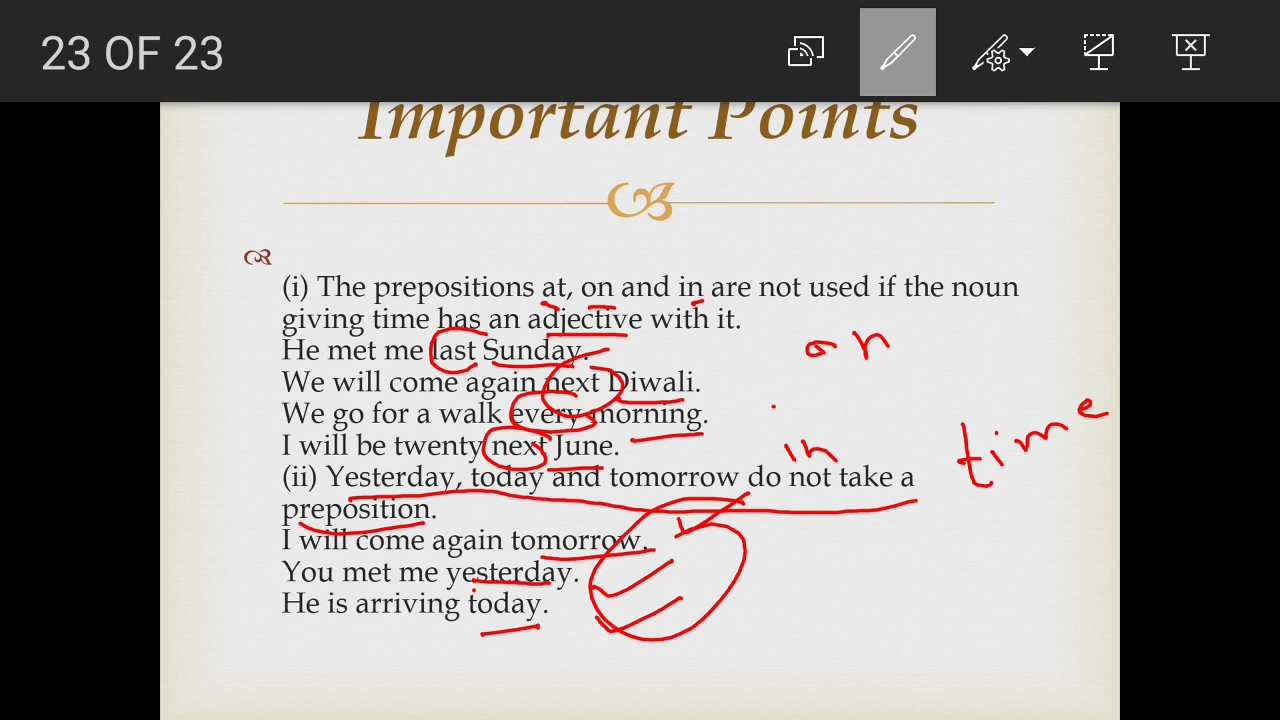 23 OF 23
Important Points
(i) The prepositions at, on and in are not used if the noun
giving time has an adjective with it.
He met me last Sunday.
on
We will come again next Diwali.
We go for a walk every morning.
time
I will be twenty next June.
in
(ii) Yesterday, today and tomorrow do not take a
preposition.
I will come again tomorrow.
You met me yesterday.
He is arriving today.